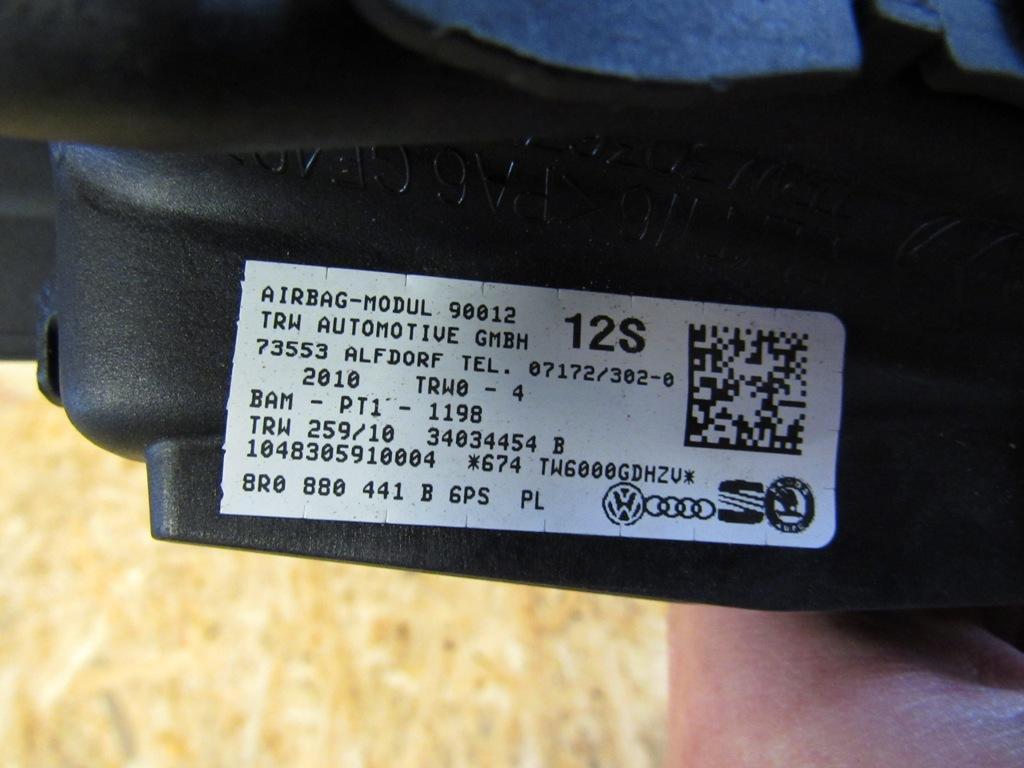 AIRBAG-MODUL 90012
TRW AUTOMOTIVE GMBH 12S
73553 ALFDORF TEL. 07172/302-0
2010 TRW0 - 4
BAM - PT1 - 1198
TRW 259/10 34034454 B
1048305910004 *674 TW6000GDHZV*
8R0 880 441 B 6PS PL